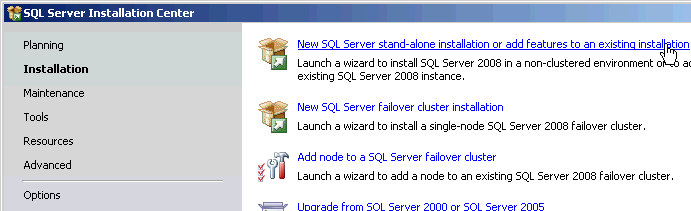 SQL Server Installation Center
Planning
Installation
Maintenance
Tools
Resources
Advanced
Options
New SQL Server stand-alone installation or add features to an existing installation
Launch a wizard to install SQL Server 2008 in a non-clustered environment or to
existing SQL Server 2008 instance.
New SQL Server failover cluster installation
Launch a wizard to install a single-node SQL Server 2008 failover cluster.
Add node to a SQL Server failover cluster
Launch a wizard to add a node to an existing SQL Server 2008 failover cluster.
Upgrade from SQL Server 2000 or SQL Server 2005